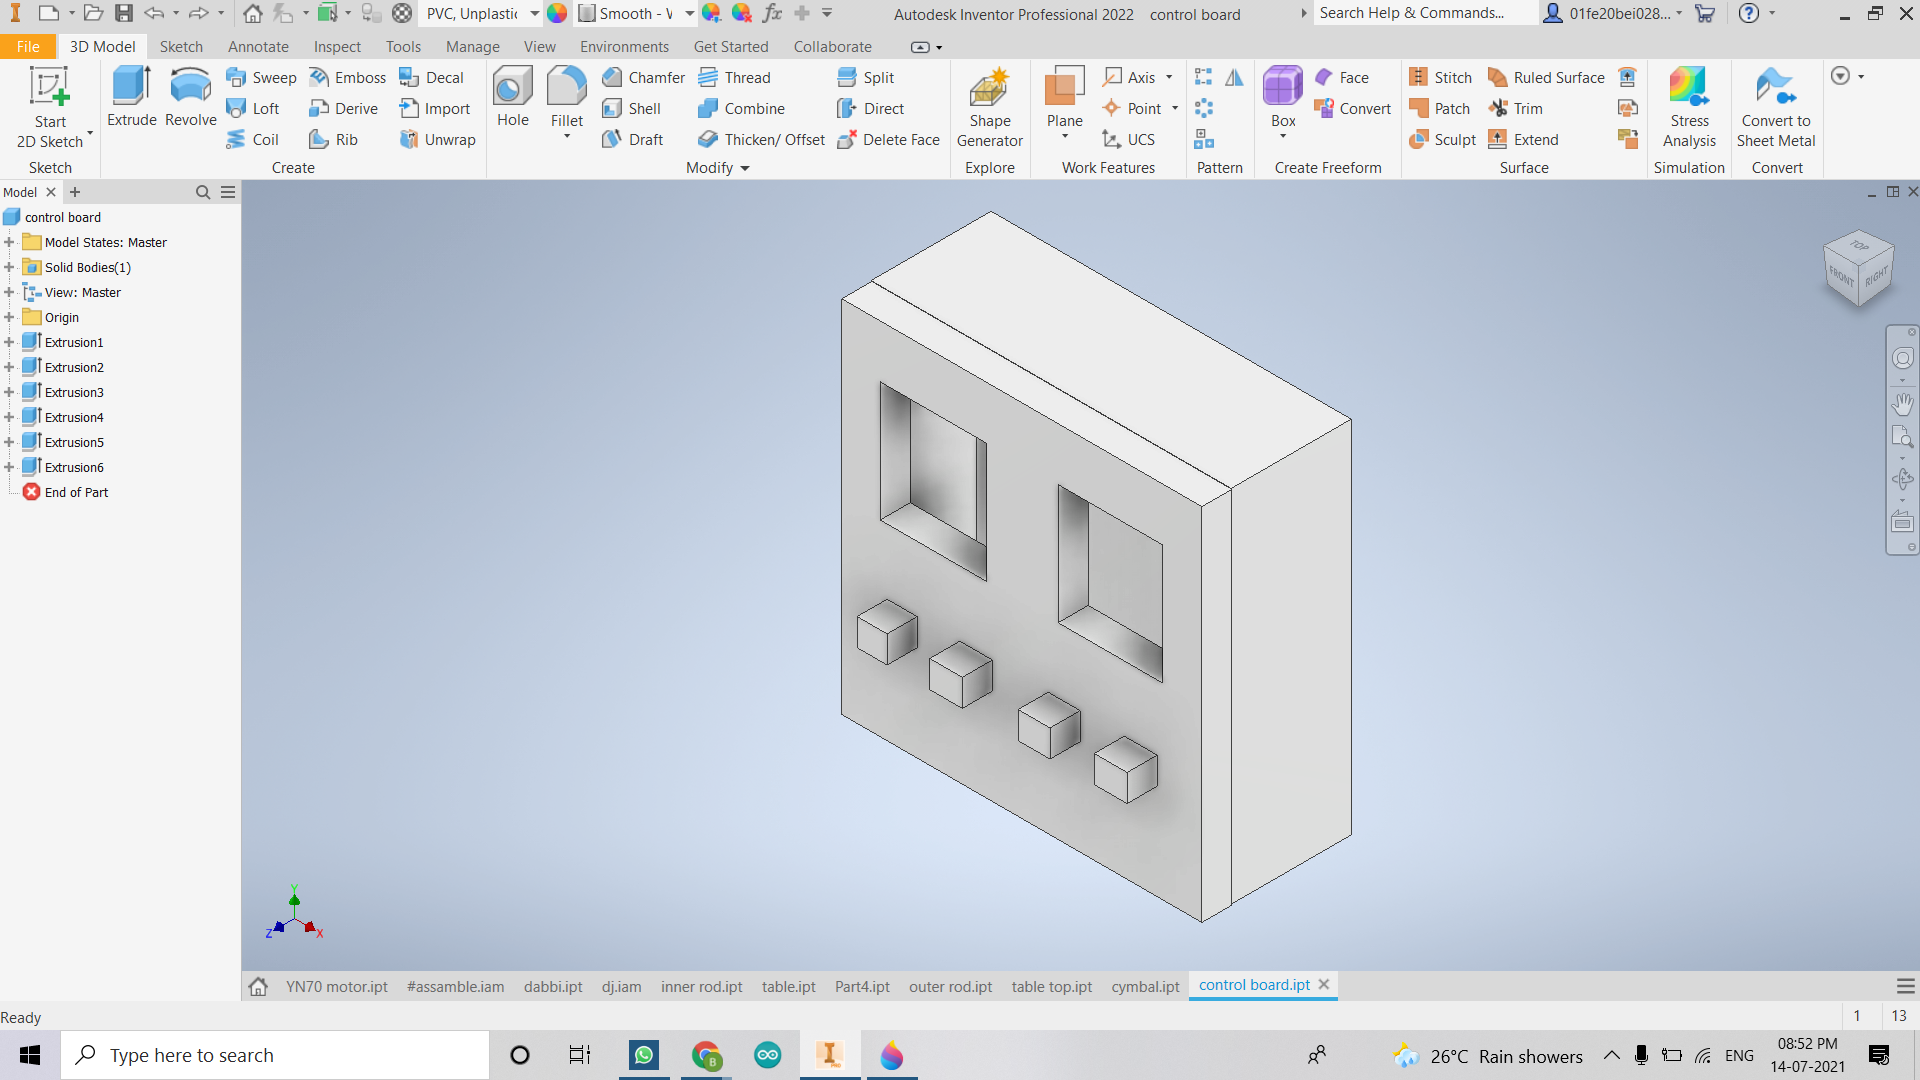 PVC, Unplastic
Smooth - V
Autodesk Inventor Professional 2022 control board
Search Help & Commands...
01fe20bei028...
File 3D Model Sketch Annotate Inspect Tools Manage View Environments Get Started Collaborate
Start
2D Sketch
Sketch
Extrude Revolve
Sweep Emboss Decal
Loft Derive Import
Coil Rib Unwrap
Create
Hole Fillet
Chamfer Thread Split
Shell Combine Direct
Draft Thicken/ Offset Delete Face
Modify
Shape
Generator
Explore
Plane
Axis
Point
UCS
Work Features
Pattern
Box
Face
Convert
Create Freeform
Stitch Ruled Surface
Patch Trim
Sculpt Extend
Surface
Stress
Analysis
Simulation
Convert to
Sheet Metal
Convert
Model
control board
Model States: Master
Solid Bodies(1)
View: Master
Origin
Extrusion1
Extrusion2
Extrusion3
Extrusion4
Extrusion5
Extrusion6
End of Part
TOP
FRONT RIGHT
Y
Z X
YN70 motor.ipt #assamble.iam dabbi.ipt dj.iam inner rod.ipt table.ipt Part4.ipt outer rod.ipt table top.ipt cymbal.ipt control board.ipt
Ready
1 13
Type here to search
26°C Rain showers
ENG
08:52 PM
14-07-2021